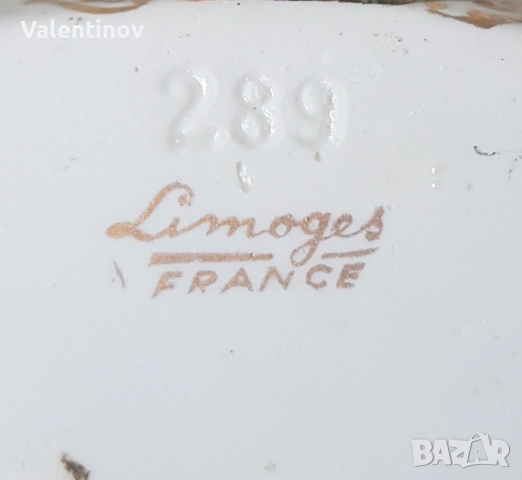 Valentinov
289
Limoges
FRANCE
BAZAR